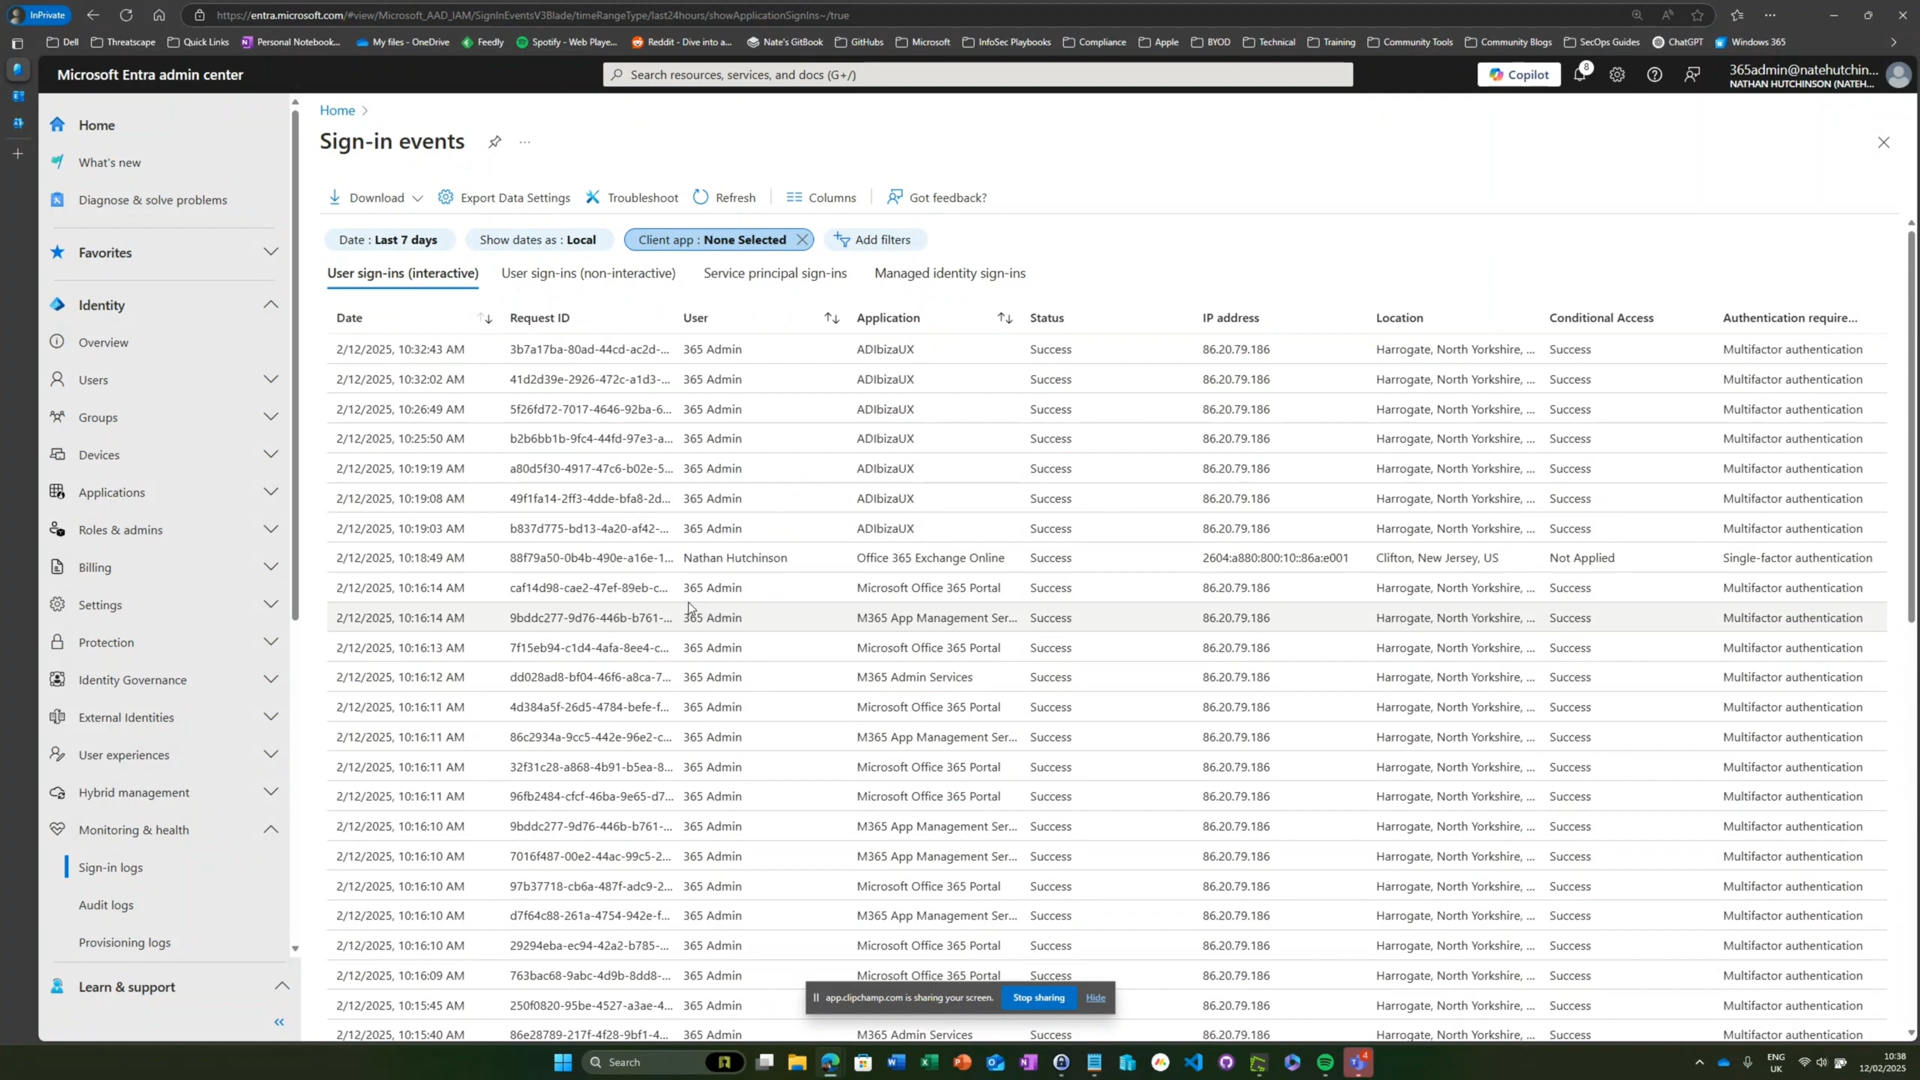 InPrivate
https://entra.microsoft.com/#view/Microsoft_AAD_IAM/SignInEventsV3Blade/timeRangeType/last24hours/showApplicationSignIns~/true
Dell Threatscape Quick Links Personal Notebook... My files - OneDrive Feedly Spotify - Web Playe... Reddit - Dive into a... Nate's GitBook GitHubs Microsoft InfoSec Playbooks Compliance Apple BYOD Technical Training Community Tools Community Blogs SecOps Guides ChatGPT Windows 365
Microsoft Entra admin center
Search resources, services, and docs (G+/)
Copilot
8
365admin@natehutchin...
NATHAN HUTCHINSON (NATEH...
Home
What's new
Diagnose & solve problems
Favorites
Identity
Overview
Users
Groups
Devices
Applications
Roles & admins
Billing
Settings
Protection
Identity Governance
External Identities
User experiences
Hybrid management
Monitoring & health
Sign-in logs
Audit logs
Provisioning logs
Learn & support
Home
Sign-in events
Download Export Data Settings Troubleshoot Refresh Columns Got feedback?
Date : Last 7 days Show dates as : Local Client app : None Selected Add filters
User sign-ins (interactive) User sign-ins (non-interactive) Service principal sign-ins Managed identity sign-ins
Date Request ID User Application Status IP address Location Conditional Access Authentication require...
2/12/2025, 10:32:43 AM 3b7a17ba-80ad-44cd-ac2d-... 365 Admin ADIbizaUX Success 86.20.79.186 Harrogate, North Yorkshire, ... Success Multifactor authentication
2/12/2025, 10:32:02 AM 41d2d39e-2926-472c-a1d3-... 365 Admin ADIbizaUX Success 86.20.79.186 Harrogate, North Yorkshire, ... Success Multifactor authentication
2/12/2025, 10:26:49 AM 5f26fd72-7017-4646-92ba-6... 365 Admin ADIbizaUX Success 86.20.79.186 Harrogate, North Yorkshire, ... Success Multifactor authentication
2/12/2025, 10:25:50 AM b2b6bb1b-9fc4-44fd-97e3-a... 365 Admin ADIbizaUX Success 86.20.79.186 Harrogate, North Yorkshire, ... Success Multifactor authentication
2/12/2025, 10:19:19 AM a80d5f30-4917-47c6-b02e-5... 365 Admin ADIbizaUX Success 86.20.79.186 Harrogate, North Yorkshire, ... Success Multifactor authentication
2/12/2025, 10:19:08 AM 49f1fa14-2ff3-4dde-bfa8-2d... 365 Admin ADIbizaUX Success 86.20.79.186 Harrogate, North Yorkshire, ... Success Multifactor authentication
2/12/2025, 10:19:03 AM b837d775-bd13-4a20-af42-... 365 Admin ADIbizaUX Success 86.20.79.186 Harrogate, North Yorkshire, ... Success Multifactor authentication
2/12/2025, 10:18:49 AM 88f79a50-0b4b-490e-a16e-1... Nathan Hutchinson Office 365 Exchange Online Success 2604:a880:800:10::86a:e001 Clifton, New Jersey, US Not Applied Single-factor authentication
2/12/2025, 10:16:14 AM caf14d98-cae2-47ef-89eb-c... 365 Admin Microsoft Office 365 Portal Success 86.20.79.186 Harrogate, North Yorkshire, ... Success Multifactor authentication
2/12/2025, 10:16:14 AM 9bddc277-9d76-446b-b761-... 365 Admin M365 App Management Ser... Success 86.20.79.186 Harrogate, North Yorkshire, ... Success Multifactor authentication
2/12/2025, 10:16:13 AM 7f15eb94-c1d4-4afa-8ee4-c... 365 Admin Microsoft Office 365 Portal Success 86.20.79.186 Harrogate, North Yorkshire, ... Success Multifactor authentication
2/12/2025, 10:16:12 AM dd028ad8-bf04-46f6-a8ca-7... 365 Admin M365 Admin Services Success 86.20.79.186 Harrogate, North Yorkshire, ... Success Multifactor authentication
2/12/2025, 10:16:11 AM 4d384a5f-26d5-4784-befe-f... 365 Admin Microsoft Office 365 Portal Success 86.20.79.186 Harrogate, North Yorkshire, ... Success Multifactor authentication
2/12/2025, 10:16:11 AM 86c2934a-9cc5-442e-96e2-c... 365 Admin M365 App Management Ser... Success 86.20.79.186 Harrogate, North Yorkshire, ... Success Multifactor authentication
2/12/2025, 10:16:11 AM 32f31c28-a868-4b91-b5ea-8... 365 Admin Microsoft Office 365 Portal Success 86.20.79.186 Harrogate, North Yorkshire, ... Success Multifactor authentication
2/12/2025, 10:16:11 AM 96fb2484-cfcf-46ba-9e65-d7... 365 Admin Microsoft Office 365 Portal Success 86.20.79.186 Harrogate, North Yorkshire, ... Success Multifactor authentication
2/12/2025, 10:16:10 AM 9bddc277-9d76-446b-b761-... 365 Admin M365 App Management Ser... Success 86.20.79.186 Harrogate, North Yorkshire, ... Success Multifactor authentication
2/12/2025, 10:16:10 AM 7016f487-00e2-44ac-99c5-2... 365 Admin M365 App Management Ser... Success 86.20.79.186 Harrogate, North Yorkshire, ... Success Multifactor authentication
2/12/2025, 10:16:10 AM 97b37718-cb6a-487f-adc9-2... 365 Admin Microsoft Office 365 Portal Success 86.20.79.186 Harrogate, North Yorkshire, ... Success Multifactor authentication
2/12/2025, 10:16:10 AM d7f64c88-261a-4754-942e-f... 365 Admin M365 App Management Ser... Success 86.20.79.186 Harrogate, North Yorkshire, ... Success Multifactor authentication
2/12/2025, 10:16:10 AM 29294eba-ec94-42a2-b785-... 365 Admin Microsoft Office 365 Portal Success 86.20.79.186 Harrogate, North Yorkshire, ... Success Multifactor authentication
2/12/2025, 10:16:09 AM 763bac68-9abc-4d9b-8dd8-... 365 Admin Microsoft Office 365 Portal Success 86.20.79.186 Harrogate, North Yorkshire, ... Success Multifactor authentication
2/12/2025, 10:15:45 AM 250f0820-95be-4527-a3ae-4... 365 Admin 86.20.79.186 Harrogate, North Yorkshire, ... Success Multifactor authentication
2/12/2025, 10:15:40 AM 86e28789-217f-4f28-9bf1-4... 365 Admin M365 Admin Services Success 86.20.79.186 Harrogate, North Yorkshire, ... Success Multifactor authentication
app.clipchamp.com is sharing your screen. Stop sharing Hide
Search
4
ENG
UK
10:38
12/02/2025